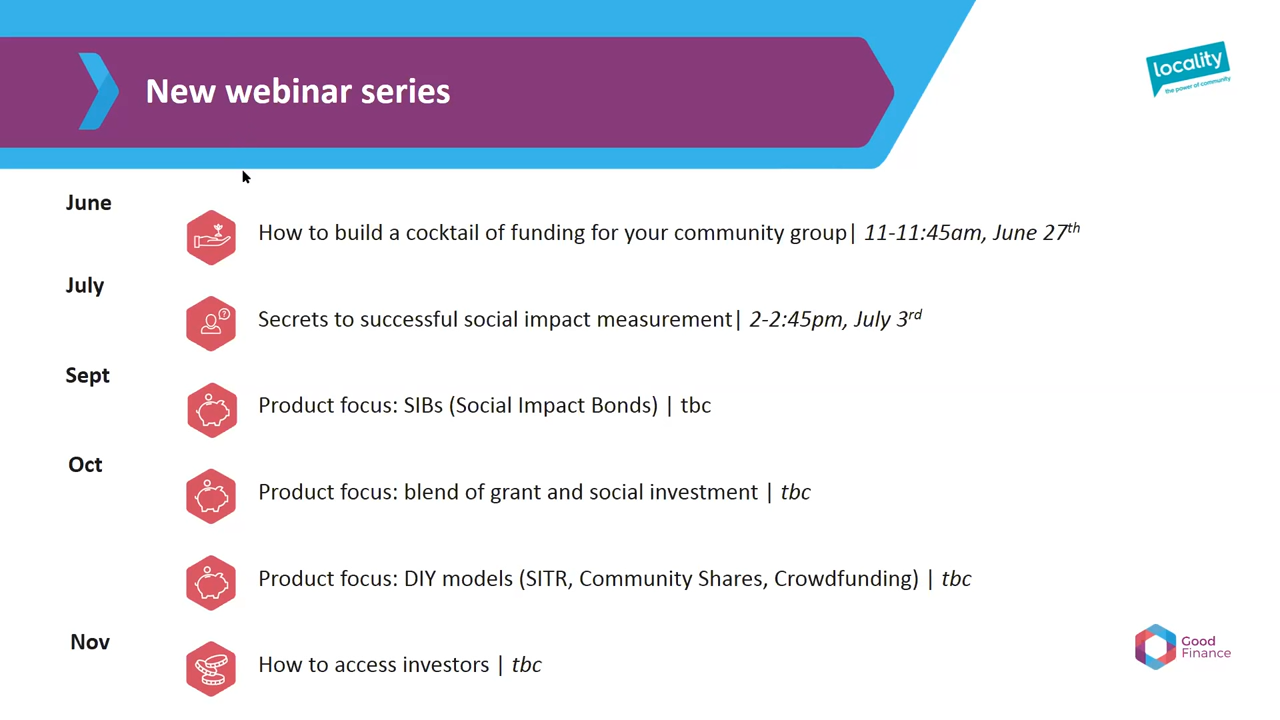 New webinar series
locality
the power of community
June
How to build a cocktail of funding for your community group| 11-11:45am, June 27th
July
Secrets to successful social impact measurement| 2-2:45pm, July 3rd
Sept
Product focus: SIBs (Social Impact Bonds) | tbc
Oct
Product focus: blend of grant and social investment | tbc
Product focus: DIY models (SITR, Community Shares, Crowdfunding) | tbc
Nov
How to access investors | tbc
Good
Finance